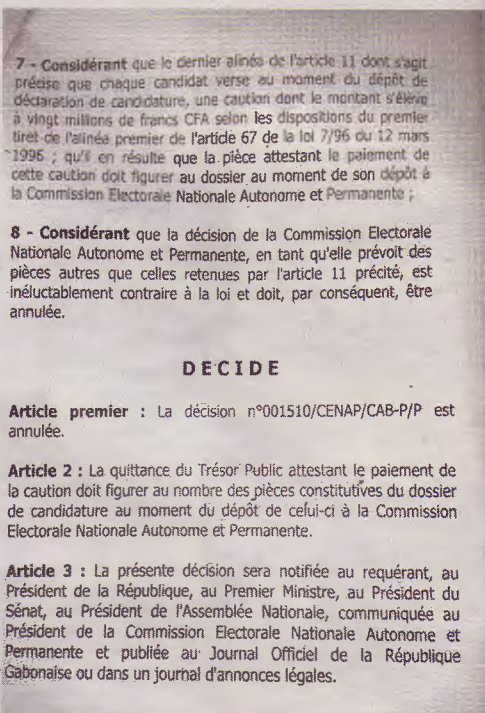 7 - Considérant que le dernier alinéa de l'article 11 dont s'agit
précise que chaque candidat verse au moment du dépôt de
déclaration de candidature, une caution dont le montant s'élève
à vingt millions de francs CFA selon les dispositions du premier
tiret de l'alinéa premier de l'article 67 de la loi 7/96 du 12 mars
1996 ; qu'il en résulte que la pièce attestant le paiement de
cette caution doit figurer au dossier au moment de son dépôt à
la Commission Electorale Nationale Autonome et Permanente ;
8 - Considérant que la décision de la Commission Electorale
Nationale Autonome et Permanente, en tant qu'elle prévoit des
pièces autres que celles retenues par l'article 11 précité, est
inéluctablement contraire à la loi et doit, par conséquent, être
annulée.
DECIDE
Article premier : La décision n°001510/CENAP/CAB-P/P est
annulée.
Article 2 : La quittance du Trésor Public attestant le paiement de
la caution doit figurer au nombre des pièces constitutives du dossier
de candidature au moment du dépôt de celui-ci à la Commission
Electorale Nationale Autonome et Permanente.
Article 3 : La présente décision sera notifiée au requérant, au
Président de la République, au Premier Ministre, au Président du
Sénat, au Président de l'Assemblée Nationale, communiquée au
Président de la Commission Electorale Nationale Autonome et
Permanente et publiée au Journal Officiel de la République
Gabonaise ou dans un journal d'annonces légales.